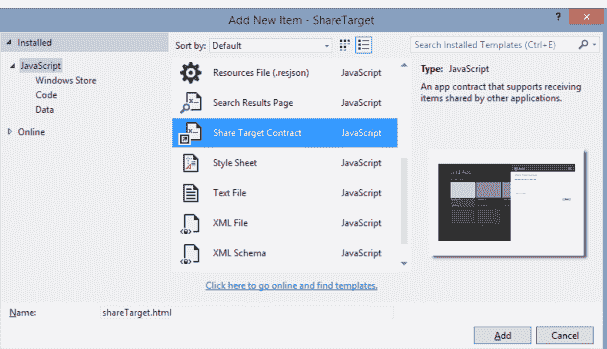 Add New Item - ShareTarget
Installed
Sort by: Default
Search Installed Templates (Ctrl+E)
JavaScript
Windows Store
Code
Data
Online
Resources File (.resjson) JavaScript
Search Results Page JavaScript
Share Target Contract JavaScript
Style Sheet JavaScript
Text File JavaScript
XML File JavaScript
XML Schema JavaScript
Click here to go online and find templates.
Type: JavaScript
An app contract that supports receiving
items shared by other applications.
Name: shareTarget.html
Add Cancel